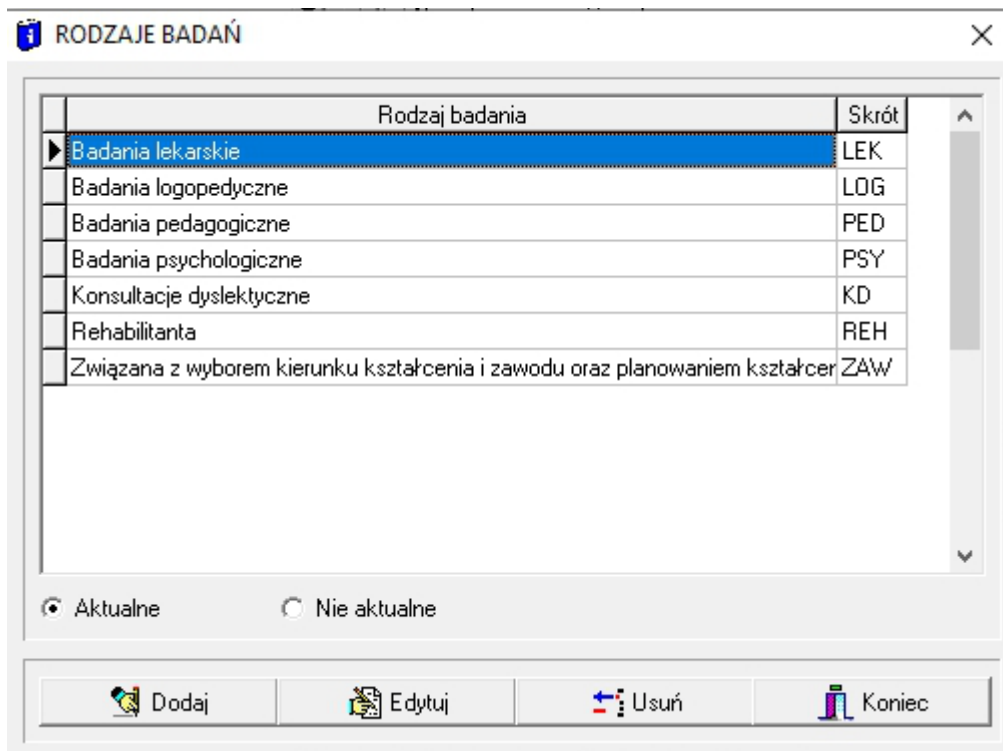 RODZAJE BADAŃ
Rodzaj badania Skrót
Badania lekarskie LEK
Badania logopedyczne LOG
Badania pedagogiczne PED
Badania psychologiczne PSY
Konsultacje dyslektyczne KD
Rehabilitanta REH
Związana z wyborem kierunku kształcenia i zawodu oraz planowaniem kształcer ZAW
Aktualne Nie aktualne
Dodaj Edytuj Usuń Koniec